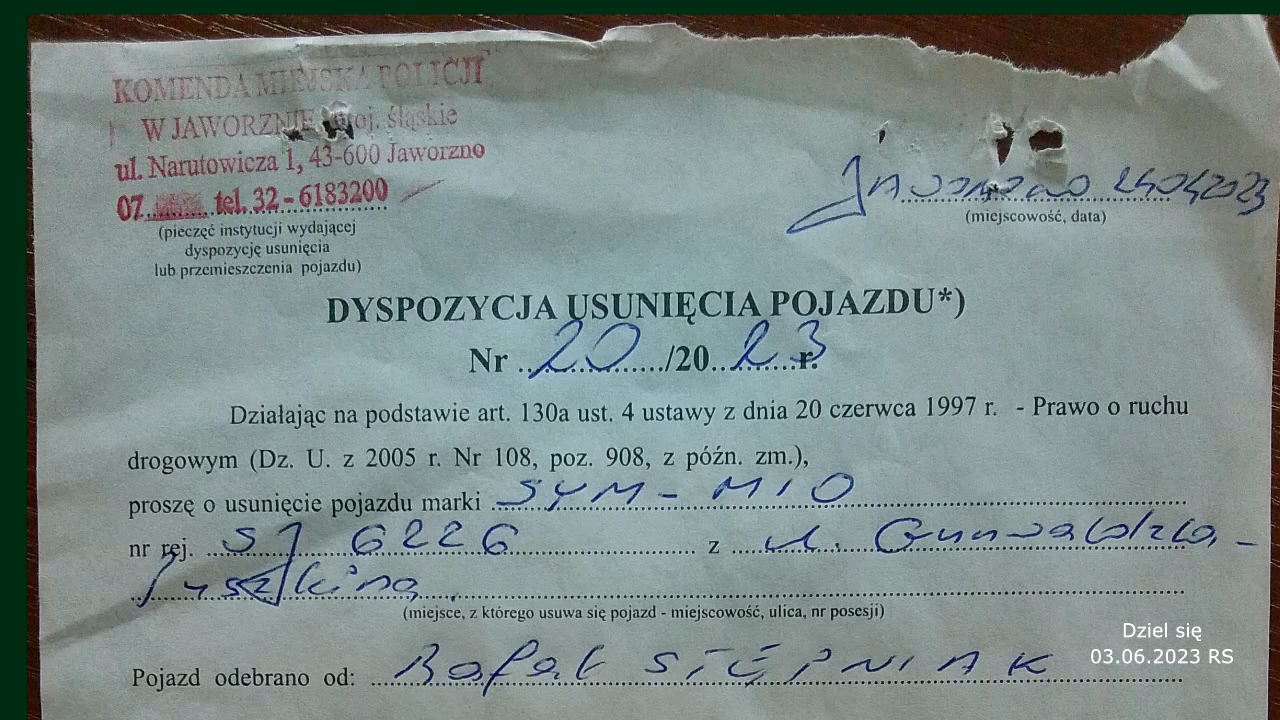 KOMENDA MIEJSKA POLICJI
W JAWORZNIE woj. śląskie
ul. Narutowicza 1, 43-600 Jaworzno
07 tel. 32 - 6183200
(pieczęć instytucji wydającej
dyspozycję usunięcia
lub przemieszczenia pojazdu)
Jaworzno 24042023
(miejscowość, data)
DYSPOZYCJA USUNIĘCIA POJAZDU*)
Nr ...20.../20..23..r.
Działając na podstawie art. 130a ust. 4 ustawy z dnia 20 czerwca 1997 r. - Prawo o ruchu
drogowym (Dz. U. z 2005 r. Nr 108, poz. 908, z późn. zm.),
proszę o usunięcie pojazdu marki SYM - MIO
nr rej. SJ 6226 z ul. Grunwaldzka -
Puszkina
(miejsce, z którego usuwa się pojazd - miejscowość, ulica, nr posesji)
Pojazd odebrano od: Rafał STĘPNIAK
Dziel się
03.06.2023 RS